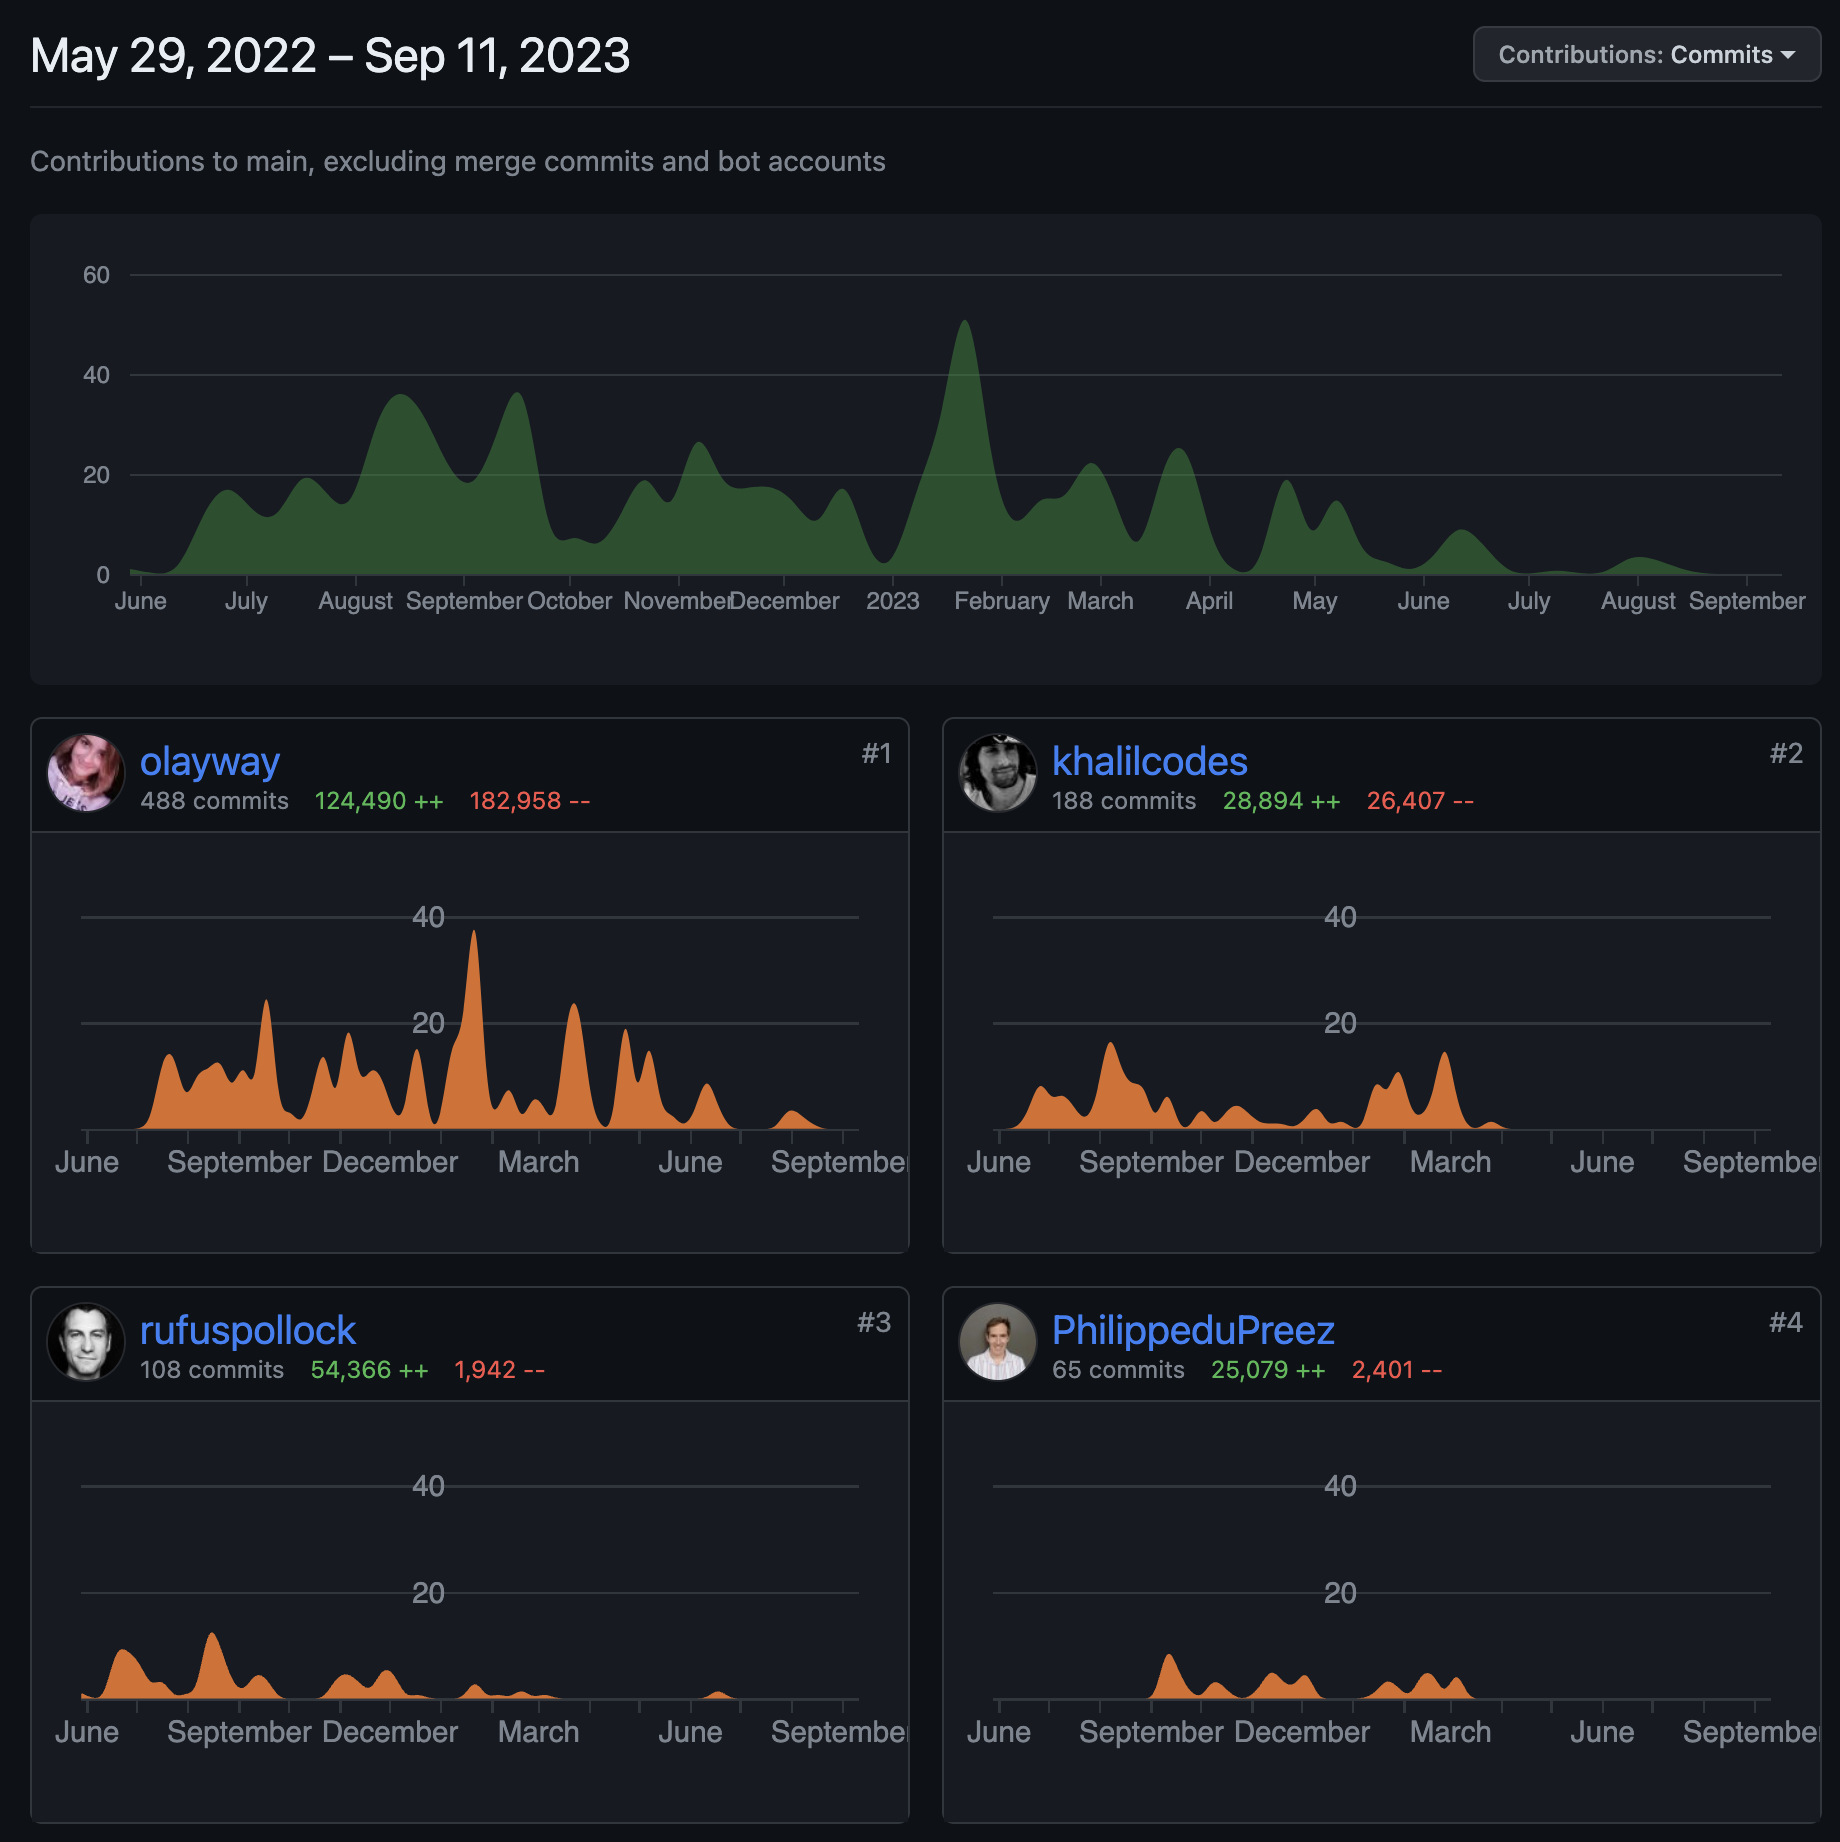 May 29, 2022 – Sep 11, 2023
Contributions: Commits
Contributions to main, excluding merge commits and bot accounts
60
40
20
0
June July August September October November December 2023 February March April May June July August September
olayway
#1
488 commits 124,490 ++ 182,958 --
40
20
June September December March June September
khalilcodes
#2
188 commits 28,894 ++ 26,407 --
40
20
June September December March June September
rufuspollock
#3
108 commits 54,366 ++ 1,942 --
40
20
June September December March June September
PhilippeduPreez
#4
65 commits 25,079 ++ 2,401 --
40
20
June September December March June September